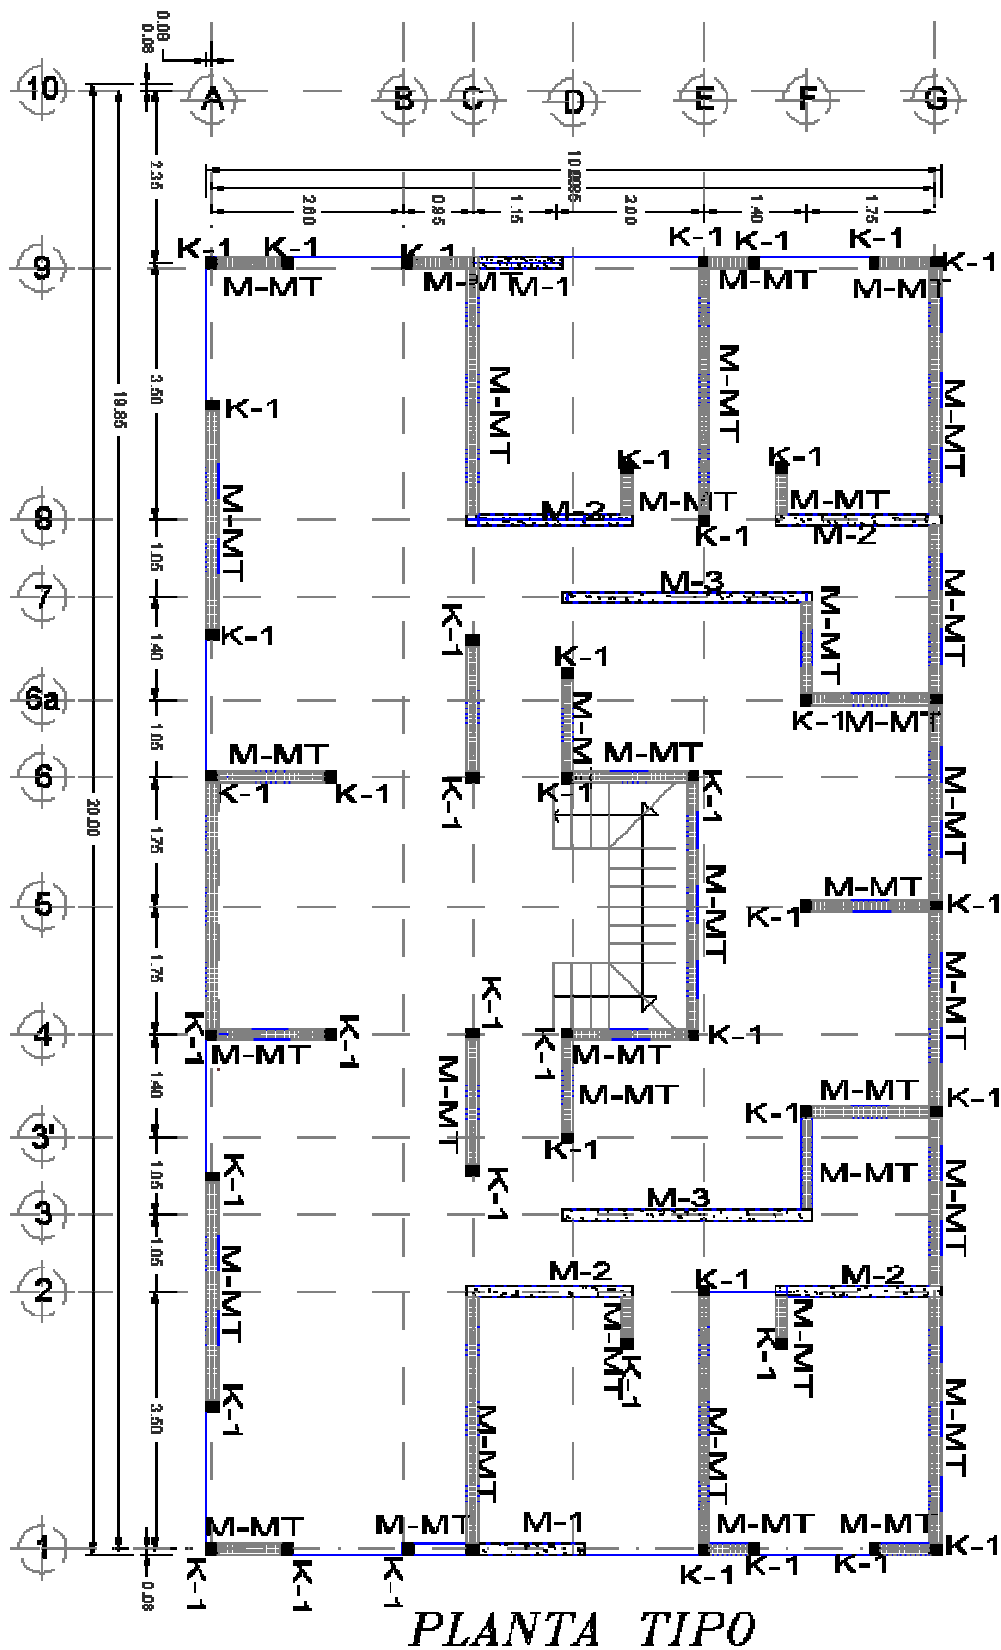 0.08
0.08
10 A B C D E F G
2.35
10.00
2.60 0.95 1.15 2.00 1.40 1.75
K-1 K-1 K-1 K-1 K-1 K-1
9 K-1
M-MT M-MT M-1 M-MT M-MT
3.50
19.85
M-MT M-MT M-MT
K-1
K-1 K-1
M-MT M-MT
8 M-2 M-2
K-1
M-MT
1.05
M-3
7
M-MT M-MT
K-1 K-1
1.40
K-1
6a
K-1 M-MT
1.05
M-MT M-MT M-MT
6
K-1 K-1 K-1 K-1 K-1
M-MT
20.00
1.75
M-MT
5 K-1 K-1
M-MT
1.75
M-MT
K-1
4
K-1 K-1 K-1 K-1
M-MT M-MT
1.40
M-MT M-MT
K-1 M-MT K-1
3'
K-1
K-1 K-1
M-MT M-MT
1.05
M-3
3
1.05
M-MT
M-2 K-1 M-2
2
M-MT M-MT
K-1 K-1
K-1
3.50
M-MT M-MT M-MT
M-MT M-MT M-1 M-MT M-MT
1 K-1
K-1 K-1 K-1 K-1 K-1 K-1
0.08
PLANTA TIPO